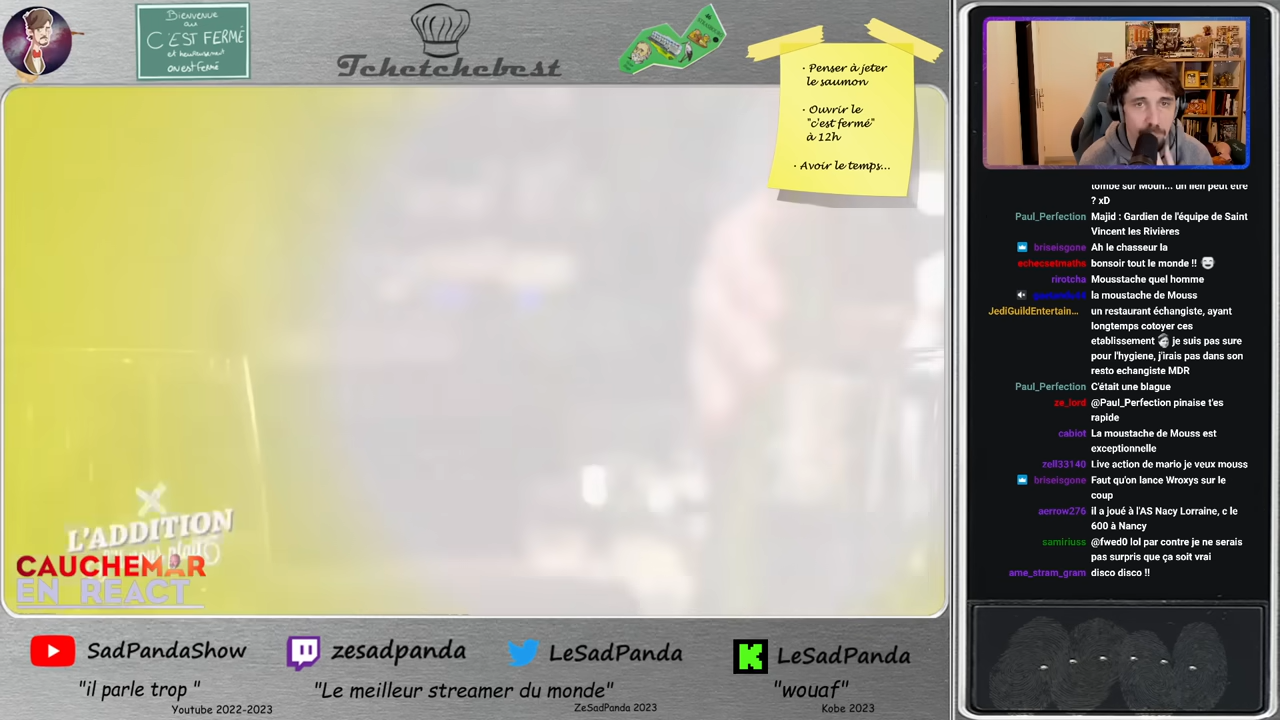 Bienvenue
au
C'EST FERMÉ
et heureusement
on est fermé
Tchetchebest
• Penser à jeter
le saumon
• Ouvrir le
"c'est fermé"
à 12h
• Avoir le temps...
L'ADDITION
CAUCHEMAR
EN REACT
SadPandaShow
"il parle trop "
Youtube 2022-2023
zesadpanda
"Le meilleur streamer du monde"
ZeSadPanda 2023
LeSadPanda
LeSadPanda
"wouaf"
Kobe 2023
tombé sur Moun... un lien peut être
? xD
Paul_Perfection Majid : Gardien de l'équipe de Saint
Vincent les Rivières
briseisgone Ah le chasseur la
echecsetmaths bonsoir tout le monde !!
rirotcha Mousstache quel homme
la moustache de Mouss
JediGuildEntertain... un restaurant échangiste, ayant
longtemps cotoyer ces
etablissement je suis pas sure
pour l'hygiene, j'irais pas dans son
resto echangiste MDR
Paul_Perfection C'était une blague
ze_lord @Paul_Perfection pinaise t'es
rapide
cabiot La moustache de Mouss est
exceptionnelle
zell33140 Live action de mario je veux mouss
briseisgone Faut qu'on lance Wroxys sur le
coup
aerrow276 il a joué à l'AS Nacy Lorraine, c le
600 à Nancy
samiriuss @fwed0 lol par contre je ne serais
pas surpris que ça soit vrai
ame_stram_gram disco disco !!